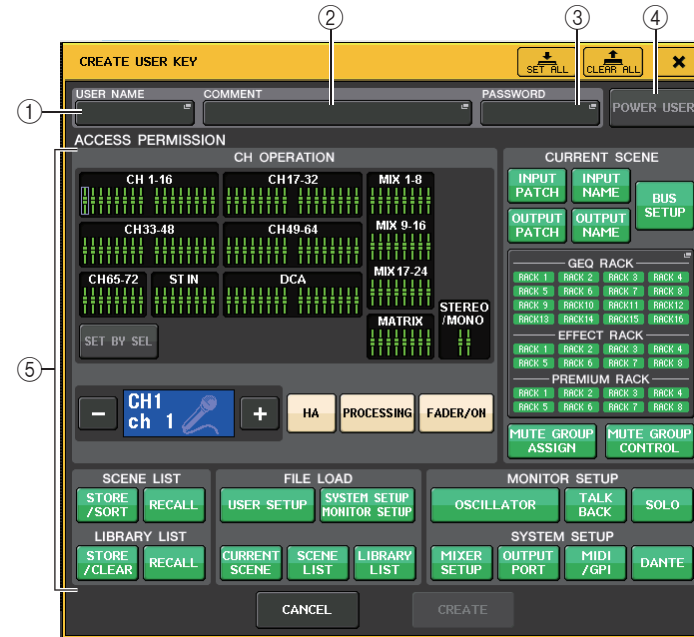 ② ③ ④
CREATE USER KEY SET ALL CLEAR ALL ×
①
USER NAME COMMENT PASSWORD POWER USER
ACCESS PERMISSION
⑤
CH OPERATION
CH 1-16 CH17-32 MIX 1-8
CH33-48 CH49-64 MIX 9-16
CH65-72 ST IN DCA MIX17-24
SET BY SEL MATRIX STEREO
/MONO
− CH1
ch 1 + HA PROCESSING FADER/ON
CURRENT SCENE
INPUT
PATCH INPUT
NAME BUS
SETUP
OUTPUT
PATCH OUTPUT
NAME
GEQ RACK
RACK 1 RACK 2 RACK 3 RACK 4
RACK 5 RACK 6 RACK 7 RACK 8
RACK 9 RACK10 RACK11 RACK12
RACK13 RACK14 RACK15 RACK16
EFFECT RACK
RACK 1 RACK 2 RACK 3 RACK 4
RACK 5 RACK 6 RACK 7 RACK 8
PREMIUM RACK
RACK 1 RACK 2 RACK 3 RACK 4
RACK 5 RACK 6 RACK 7 RACK 8
MUTE GROUP
ASSIGN MUTE GROUP
CONTROL
SCENE LIST
STORE
/SORT RECALL
LIBRARY LIST
STORE
/CLEAR RECALL
FILE LOAD
USER SETUP SYSTEM SETUP
MONITOR SETUP
CURRENT
SCENE SCENE
LIST LIBRARY
LIST
MONITOR SETUP
OSCILLATOR TALK
BACK SOLO
SYSTEM SETUP
MIXER
SETUP OUTPUT
PORT MIDI
/GPI DANTE
CANCEL CREATE